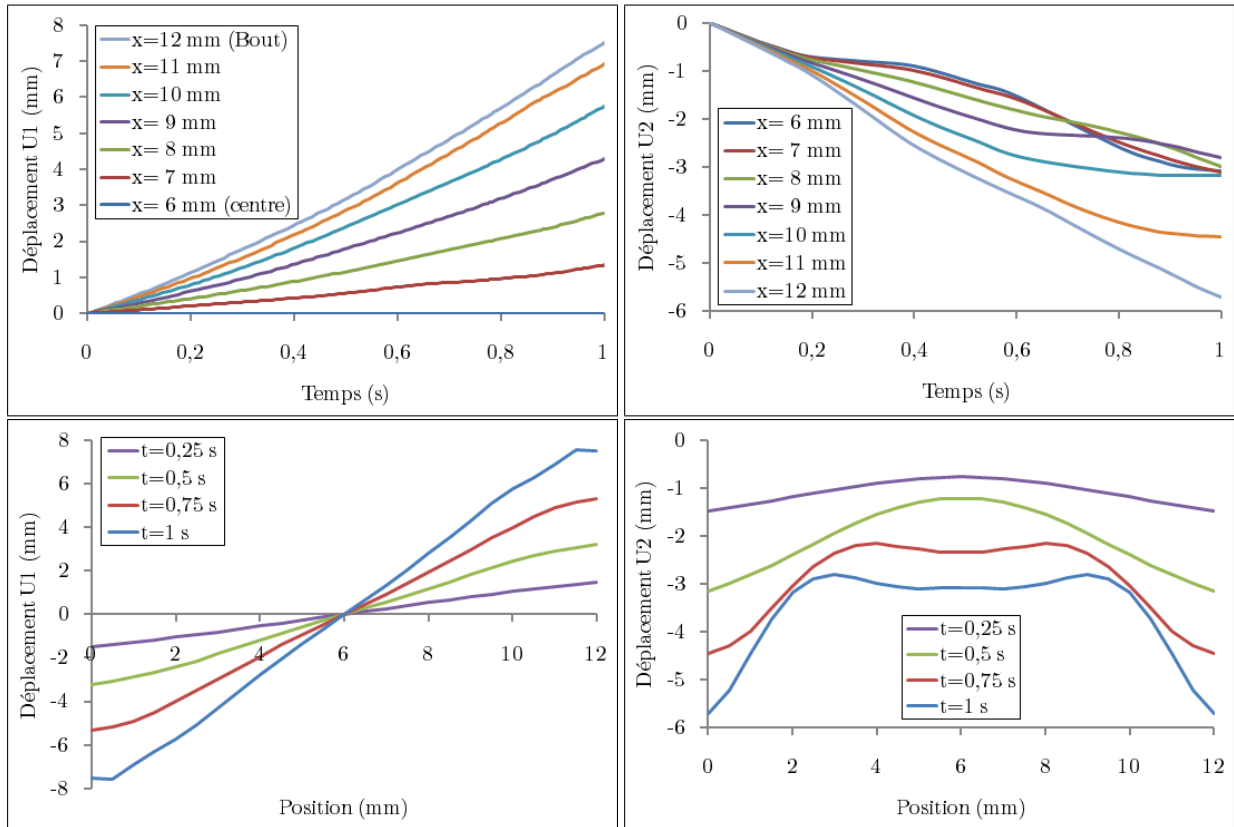 Déplacement U1 (mm)
8
7
6
5
4
3
2
1
0
x=12 mm (Bout)
x=11 mm
x=10 mm
x= 9 mm
x= 8 mm
x= 7 mm
x= 6 mm (centre)
0 0,2 0,4 0,6 0,8 1
Temps (s)
Déplacement U2 (mm)
0
-1
-2
-3
-4
-5
-6
x= 6 mm
x= 7 mm
x= 8 mm
x= 9 mm
x=10 mm
x=11 mm
x=12 mm
0 0,2 0,4 0,6 0,8 1
Temps (s)
Déplacement U1 (mm)
8
6
4
2
0
-2
-4
-6
-8
t=0,25 s
t=0,5 s
t=0,75 s
t=1 s
0 2 4 6 8 10 12
Position (mm)
Déplacement U2 (mm)
0
-1
-2
-3
-4
-5
-6
t=0,25 s
t=0,5 s
t=0,75 s
t=1 s
0 2 4 6 8 10 12
Position (mm)